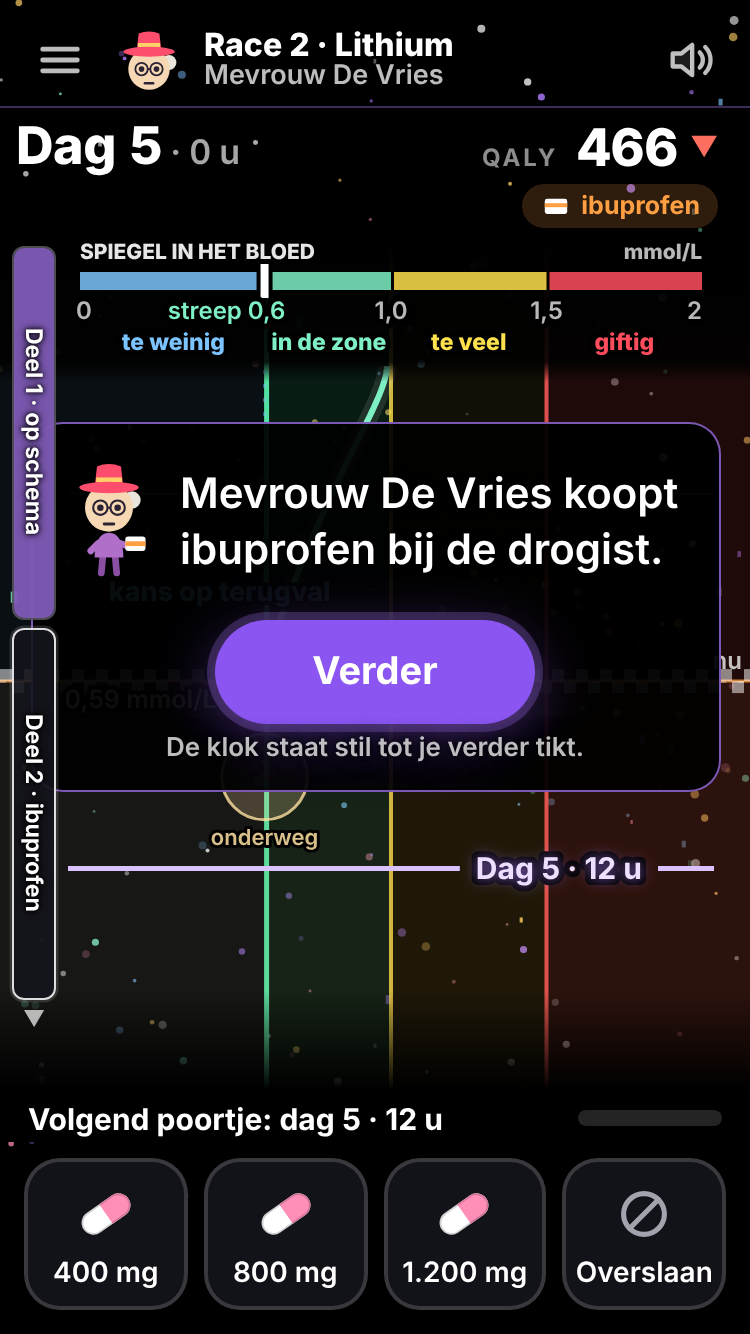 Race 2 · Lithium
Mevrouw De Vries
Dag 5 · 0 u
QALY 466
ibuprofen
SPIEGEL IN HET BLOED
mmol/L
0
streep 0,6
1,0
1,5
2
te weinig
in de zone
te veel
giftig
Deel 1 · op schema
Mevrouw De Vries koopt
ibuprofen bij de drogist.
kans op terugval
Verder
nu
0,59 mmol/L
De klok staat stil tot je verder tikt.
Deel 2 · ibuprofen
onderweg
Dag 5 · 12 u
Volgend poortje: dag 5 · 12 u
400 mg
800 mg
1.200 mg
Overslaan